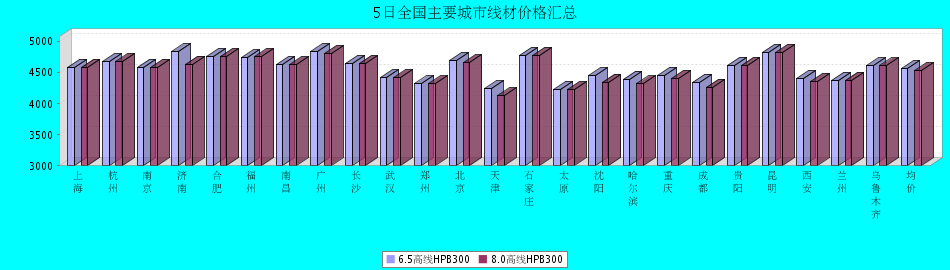 5日全国主要城市线材价格汇总
5000
4500
4000
3500
3000
上海 杭州 南京 济南 合肥 福州 南昌 广州 长沙 武汉 郑州 北京 天津 石家庄 太原 沈阳 哈尔滨 重庆 成都 贵阳 昆明 西安 兰州 乌鲁木齐 均价
6.5高线HPB300 8.0高线HPB300